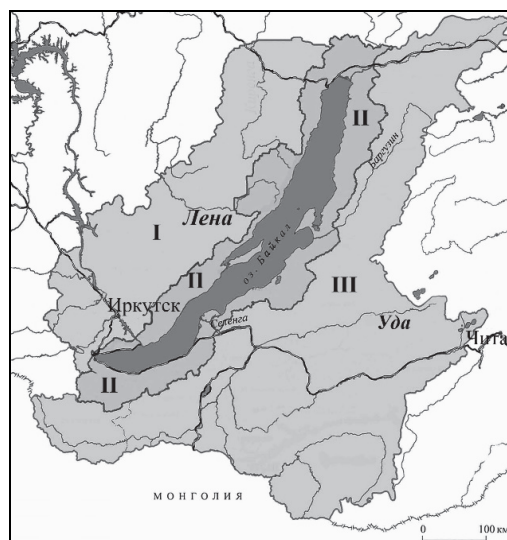 II
Баргузин
Лена
I
оз. Байкал
II
III
Иркутск
Селенга
Уда
Чита
II
МОНГОЛИЯ
0 100 км